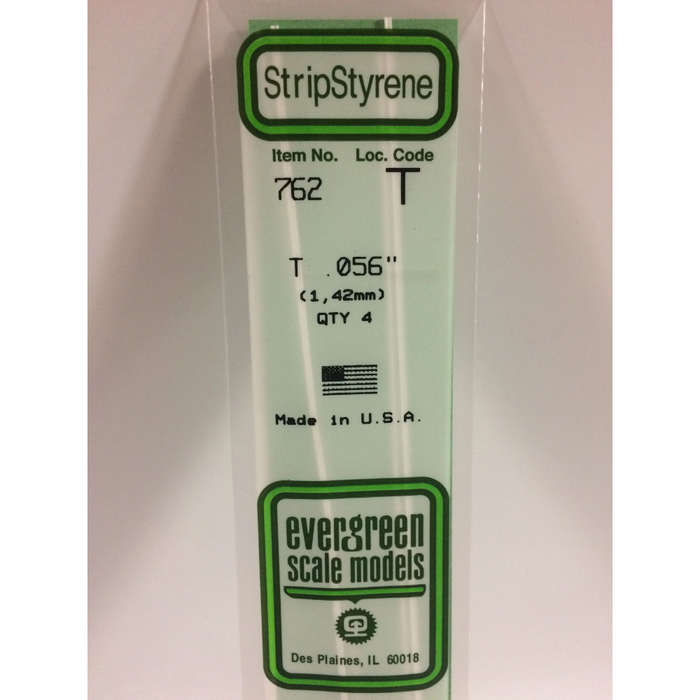 StripStyrene
Item No. Loc. Code
762 T
T .056"
(1,42mm)
QTY 4
Made in U.S.A.
evergreen
scale models
Des Plaines, IL 60018